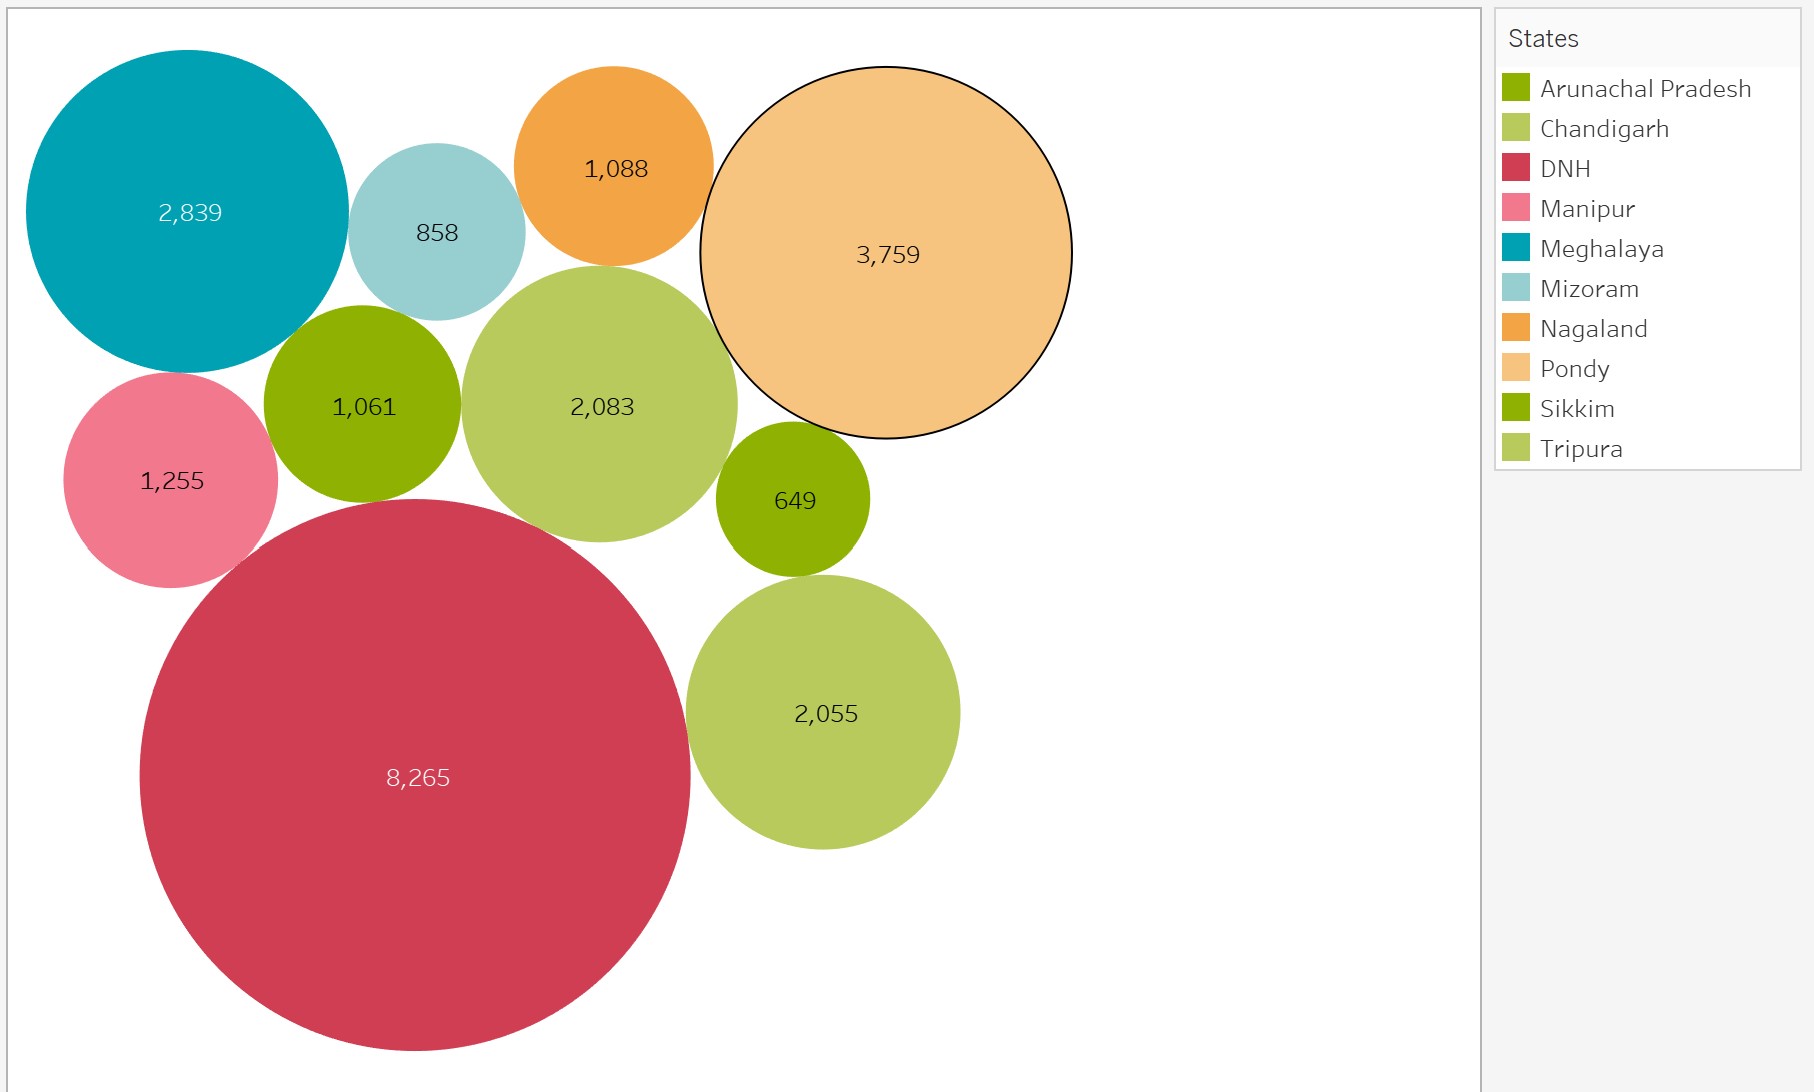 2,839
858
1,088
3,759
1,061
2,083
1,255
649
2,055
8,265
States
Arunachal Pradesh
Chandigarh
DNH
Manipur
Meghalaya
Mizoram
Nagaland
Pondy
Sikkim
Tripura